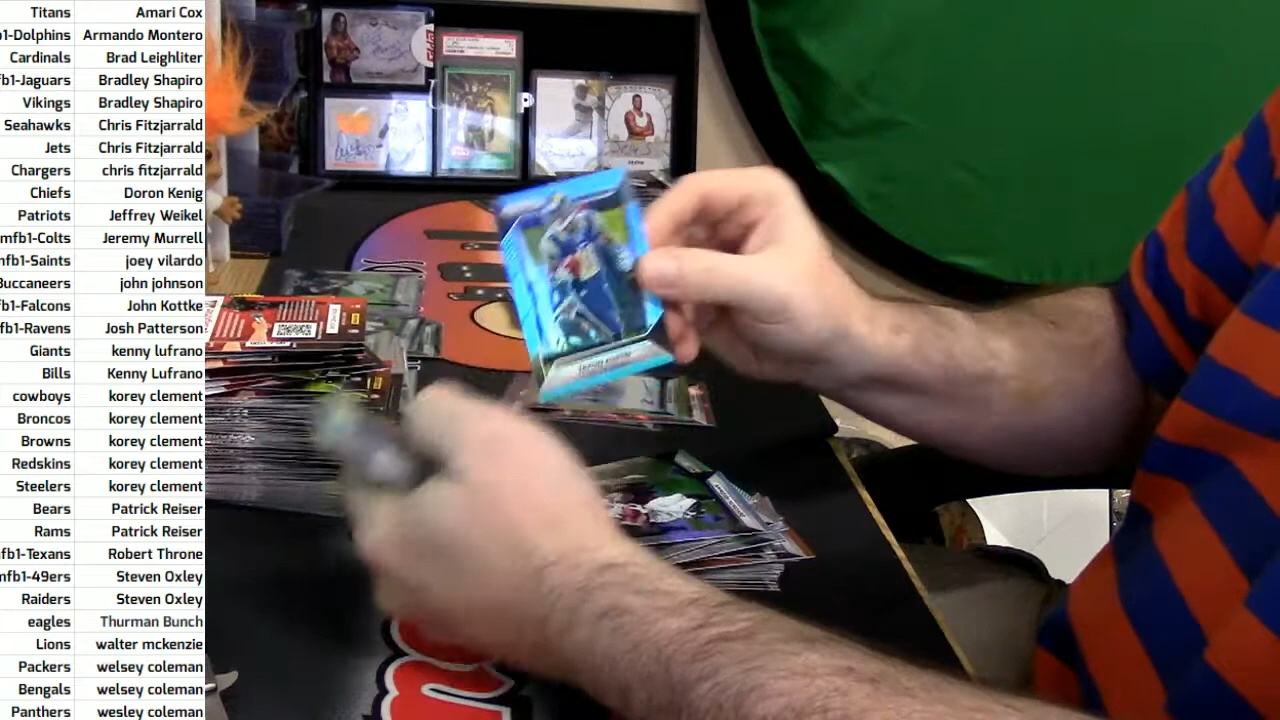 Titans Amari Cox
b1-Dolphins Armando Montero
Cardinals Brad Leighliter
fb1-Jaguars Bradley Shapiro
Vikings Bradley Shapiro
Seahawks Chris Fitzjarrald
Jets Chris Fitzjarrald
Chargers chris fitzjarrald
Chiefs Doron Kenig
Patriots Jeffrey Weikel
mfb1-Colts Jeremy Murrell
nfb1-Saints joey vilardo
Buccaneers john johnson
fb1-Falcons John Kottke
fb1-Ravens Josh Patterson
Giants kenny lufrano
Bills Kenny Lufrano
cowboys korey clement
Broncos korey clement
Browns korey clement
Redskins korey clement
Steelers korey clement
Bears Patrick Reiser
Rams Patrick Reiser
nfb1-Texans Robert Throne
mfb1-49ers Steven Oxley
Raiders Steven Oxley
eagles Thurman Bunch
Lions walter mckenzie
Packers welsey coleman
Bengals welsey coleman
Panthers wesley coleman